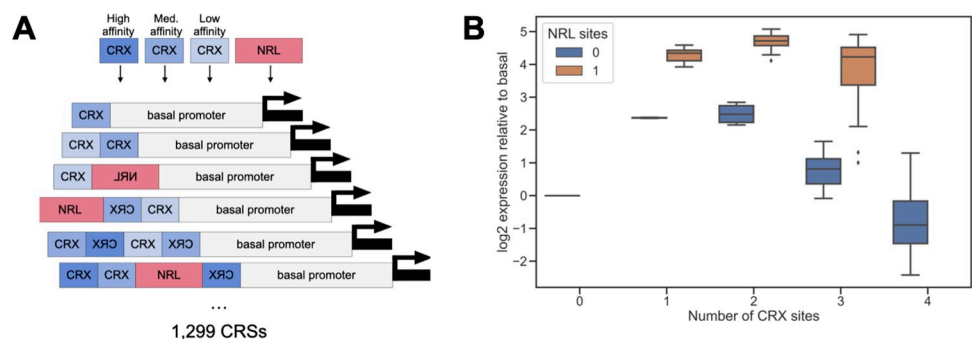 A
High affinity
Med. affinity
Low affinity
CRX
CRX
CRX
NRL
CRX
basal promoter
CRX
CRX
basal promoter
CRX
NRL
basal promoter
NRL
CRX
CRX
basal promoter
CRX
CRX
CRX
CRX
basal promoter
CRX
CRX
NRL
CRX
basal promoter
...
1,299 CRSs
B
NRL sites
0
1
log2 expression relative to basal
5
4
3
2
1
0
−1
−2
0
1
2
3
4
Number of CRX sites